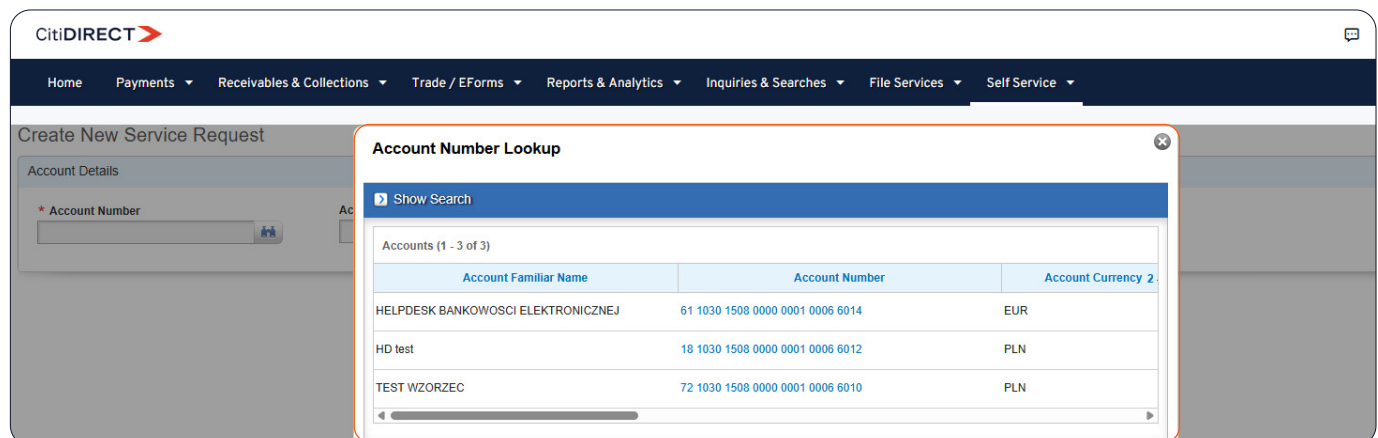 CitiDIRECT
Home Payments Receivables & Collections Trade / EForms Reports & Analytics Inquiries & Searches File Services Self Service
Create New Service Request
Account Details
* Account Number
Ac
Account Number Lookup
Show Search
Accounts (1 - 3 of 3)
Account Familiar Name Account Number Account Currency 2
HELPDESK BANKOWOSCI ELEKTRONICZNEJ 61 1030 1508 0000 0001 0006 6014 EUR
HD test 18 1030 1508 0000 0001 0006 6012 PLN
TEST WZORZEC 72 1030 1508 0000 0001 0006 6010 PLN